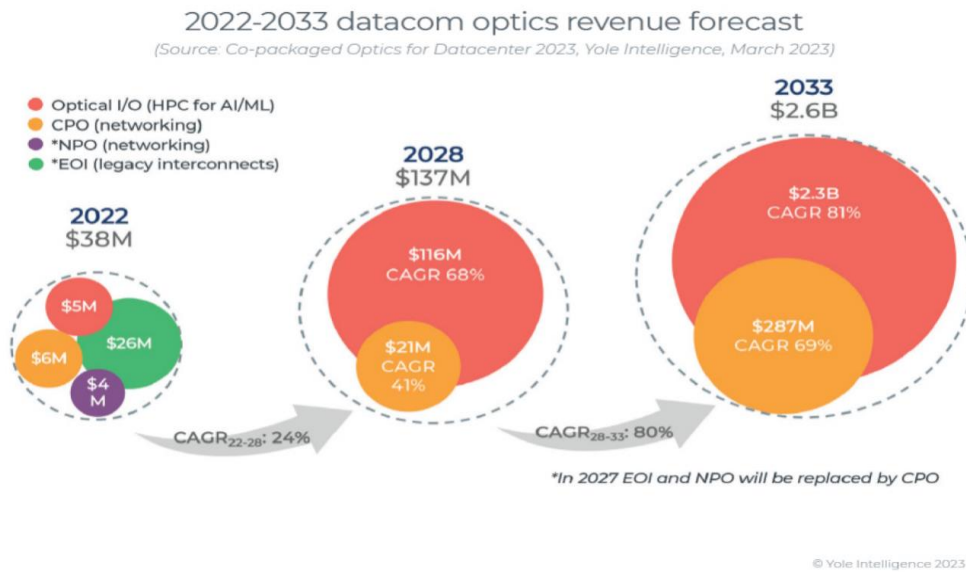 2022-2033 datacom optics revenue forecast
(Source: Co-packaged Optics for Datacenter 2023, Yole Intelligence, March 2023)
Optical I/O (HPC for AI/ML)
CPO (networking)
*NPO (networking)
*EOI (legacy interconnects)
2022
$38M
$5M
$6M
$26M
$4
M
2028
$137M
$116M
CAGR 68%
$21M
CAGR
41%
2033
$2.6B
$2.3B
CAGR 81%
$287M
CAGR 69%
CAGR22-28: 24%
CAGR28-33: 80%
*In 2027 EOI and NPO will be replaced by CPO
© Yole Intelligence 2023